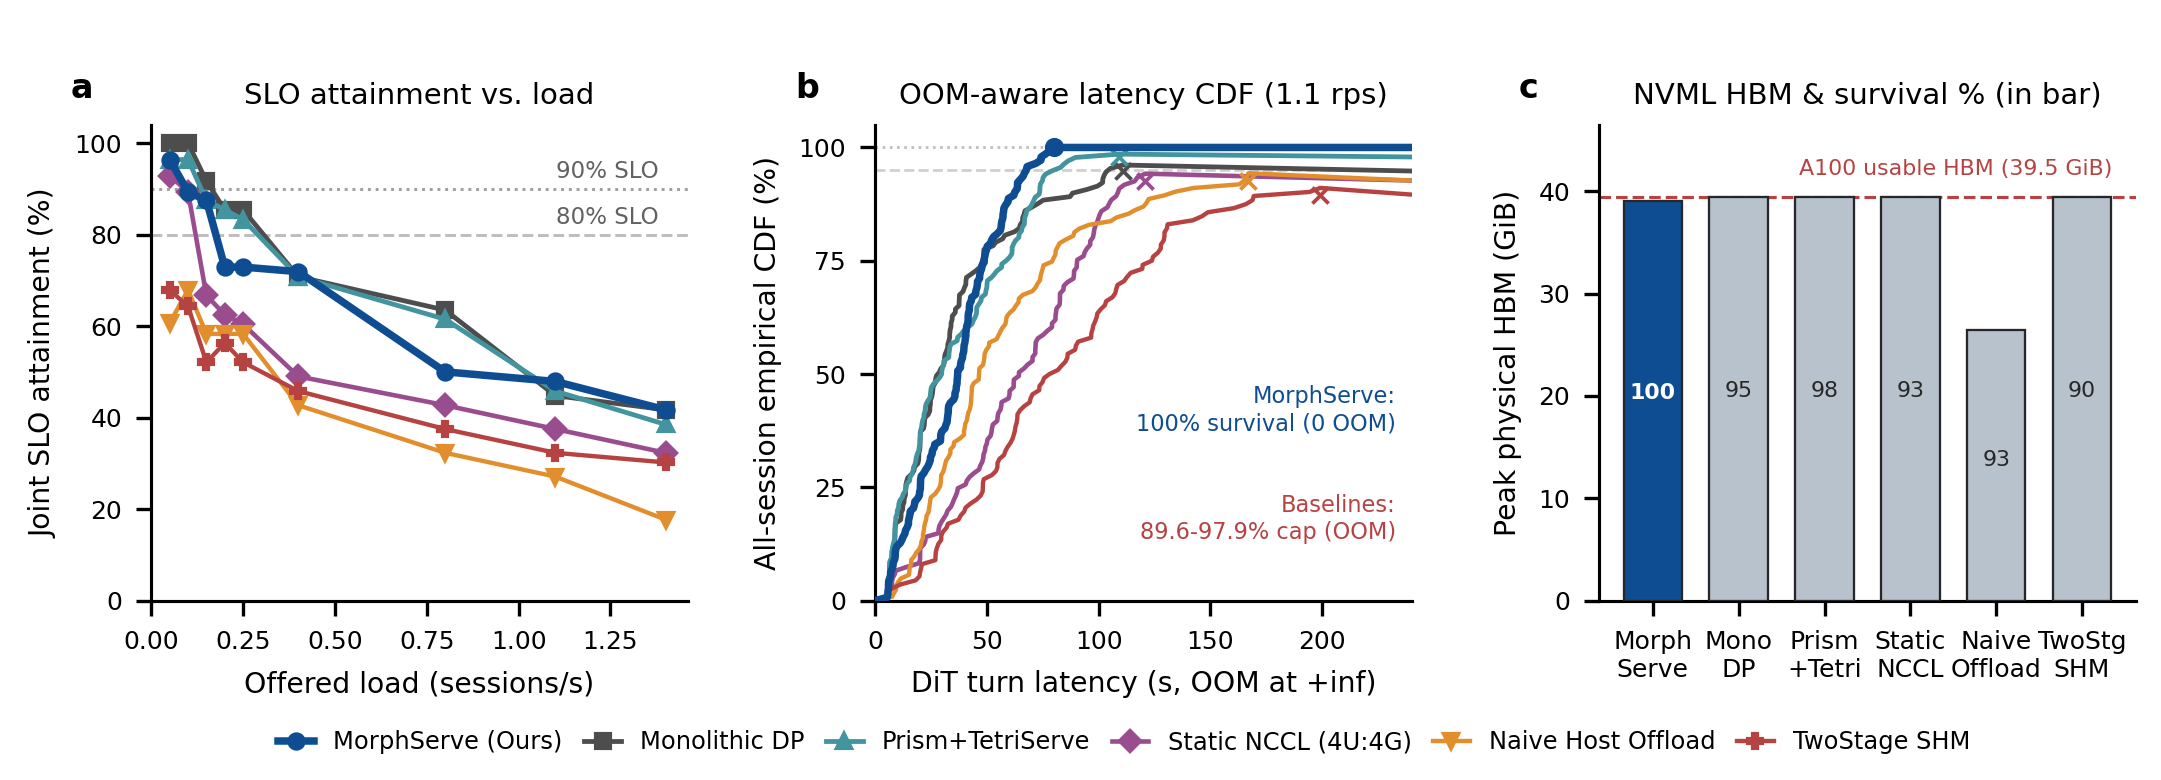 a
SLO attainment vs. load
Joint SLO attainment (%)
100
80
60
40
20
0
90% SLO
80% SLO
0.00
0.25
0.50
0.75
1.00
1.25
Offered load (sessions/s)
b
OOM-aware latency CDF (1.1 rps)
All-session empirical CDF (%)
100
75
50
25
0
MorphServe:
100% survival (0 OOM)
Baselines:
89.6-97.9% cap (OOM)
0
50
100
150
200
DiT turn latency (s, OOM at +inf)
c
NVML HBM & survival % (in bar)
Peak physical HBM (GiB)
40
30
20
10
0
A100 usable HBM (39.5 GiB)
100
95
98
93
93
90
Morph
Serve
Mono
DP
Prism
+Tetri
Static
NCCL
Naive
Offload
TwoStg
SHM
MorphServe (Ours)
Monolithic DP
Prism+TetriServe
Static NCCL (4U:4G)
Naive Host Offload
TwoStage SHM